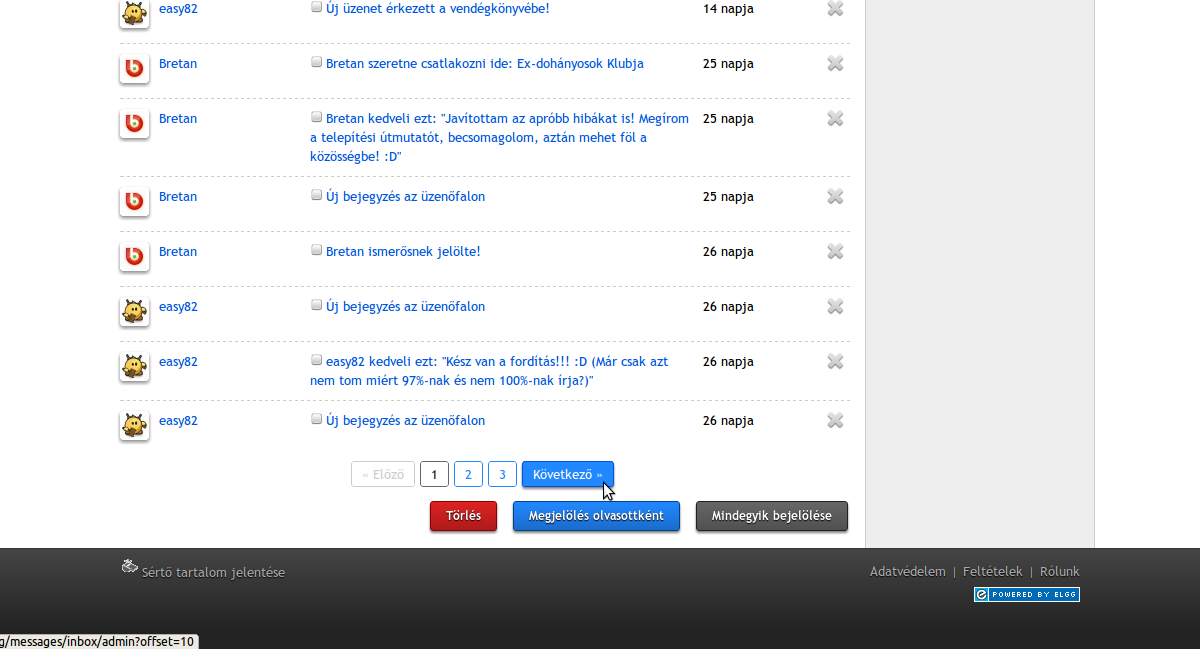 easy82 Új üzenet érkezett a vendégkönyvébe! 14 napja
Bretan Bretan szeretne csatlakozni ide: Ex-dohányosok Klubja 25 napja
Bretan Bretan kedveli ezt: "Javítottam az apróbb hibákat is! Megírom 25 napja
a telepítési útmutatót, becsomagolom, aztán mehet föl a
közösségbe! :D"
Bretan Új bejegyzés az üzenőfalon 25 napja
Bretan Bretan ismerősnek jelölte! 26 napja
easy82 Új bejegyzés az üzenőfalon 26 napja
easy82 easy82 kedveli ezt: "Kész van a fordítás!!! :D (Már csak azt 26 napja
nem tom miért 97%-nak és nem 100%-nak írja?)"
easy82 Új bejegyzés az üzenőfalon 26 napja
« Előző 1 2 3 Következő »
Törlés Megjelölés olvasottként Mindegyik bejelölése
Sértő tartalom jelentése Adatvédelem | Feltételek | Rólunk
POWERED BY ELGG
g/messages/inbox/admin?offset=10